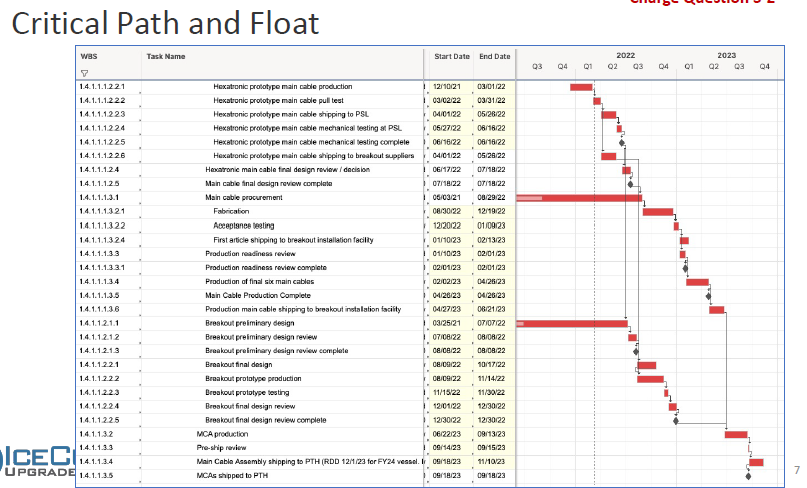 Charge Question 3-2
Critical Path and Float
WBS Task Name Start Date End Date 2022 2023
Q3 Q4 Q1 Q2 Q3 Q4 Q1 Q2 Q3 Q4
1.4.1.1.1.2.2.1 Hexatronic prototype main cable production 12/10/21 03/01/22
1.4.1.1.1.2.2.2 Hexatronic prototype main cable pull test 03/02/22 03/31/22
1.4.1.1.1.2.2.3 Hexatronic prototype main cable shipping to PSL 04/01/22 05/26/22
1.4.1.1.1.2.2.4 Hexatronic prototype main cable mechanical testing at PSL 05/27/22 06/16/22
1.4.1.1.1.2.2.5 Hexatronic prototype main cable mechanical testing complete 06/16/22 06/16/22
1.4.1.1.1.2.2.6 Hexatronic prototype main cable shipping to breakout suppliers 04/01/22 05/26/22
1.4.1.1.1.2.4 Hexatronic main cable final design review / decision 06/17/22 07/18/22
1.4.1.1.1.2.5 Main cable final design review complete 07/18/22 07/18/22
1.4.1.1.1.3.1 Main cable procurement 05/03/21 08/29/22
1.4.1.1.1.3.2.1 Fabrication 08/30/22 12/19/22
1.4.1.1.1.3.2.2 Acceptance testing 12/20/22 01/09/23
1.4.1.1.1.3.2.4 First article shipping to breakout installation facility 01/10/23 02/13/23
1.4.1.1.1.3.3 Production readiness review 01/10/23 02/01/23
1.4.1.1.1.3.3.1 Production readiness review complete 02/01/23 02/01/23
1.4.1.1.1.3.4 Production of final six main cables 02/02/23 04/26/23
1.4.1.1.1.3.5 Main Cable Production Complete 04/26/23 04/26/23
1.4.1.1.1.3.6 Production main cable shipping to breakout installation facility 04/27/23 06/21/23
1.4.1.1.2.1.1 Breakout preliminary design 03/25/21 07/07/22
1.4.1.1.2.1.2 Breakout preliminary design review 07/08/22 08/08/22
1.4.1.1.2.1.3 Breakout preliminary design review complete 08/08/22 08/08/22
1.4.1.1.2.2.1 Breakout final design 08/09/22 10/17/22
1.4.1.1.2.2.2 Breakout prototype production 08/09/22 11/14/22
1.4.1.1.2.2.3 Breakout prototype testing 11/15/22 11/30/22
1.4.1.1.2.2.4 Breakout final design review 12/01/22 12/30/22
1.4.1.1.2.2.5 Breakout final design review complete 12/30/22 12/30/22
1.4.1.1.3.2 MCA production 06/22/23 09/13/23
1.4.1.1.3.3 Pre-ship review 09/14/23 09/15/23
1.4.1.1.3.4 Main Cable Assembly shipping to PTH (RDD 12/1/23 for FY24 vessel. 09/18/23 11/10/23
1.4.1.1.3.5 MCAs shipped to PTH 09/18/23 09/18/23
ICEC
UPGRADE
7